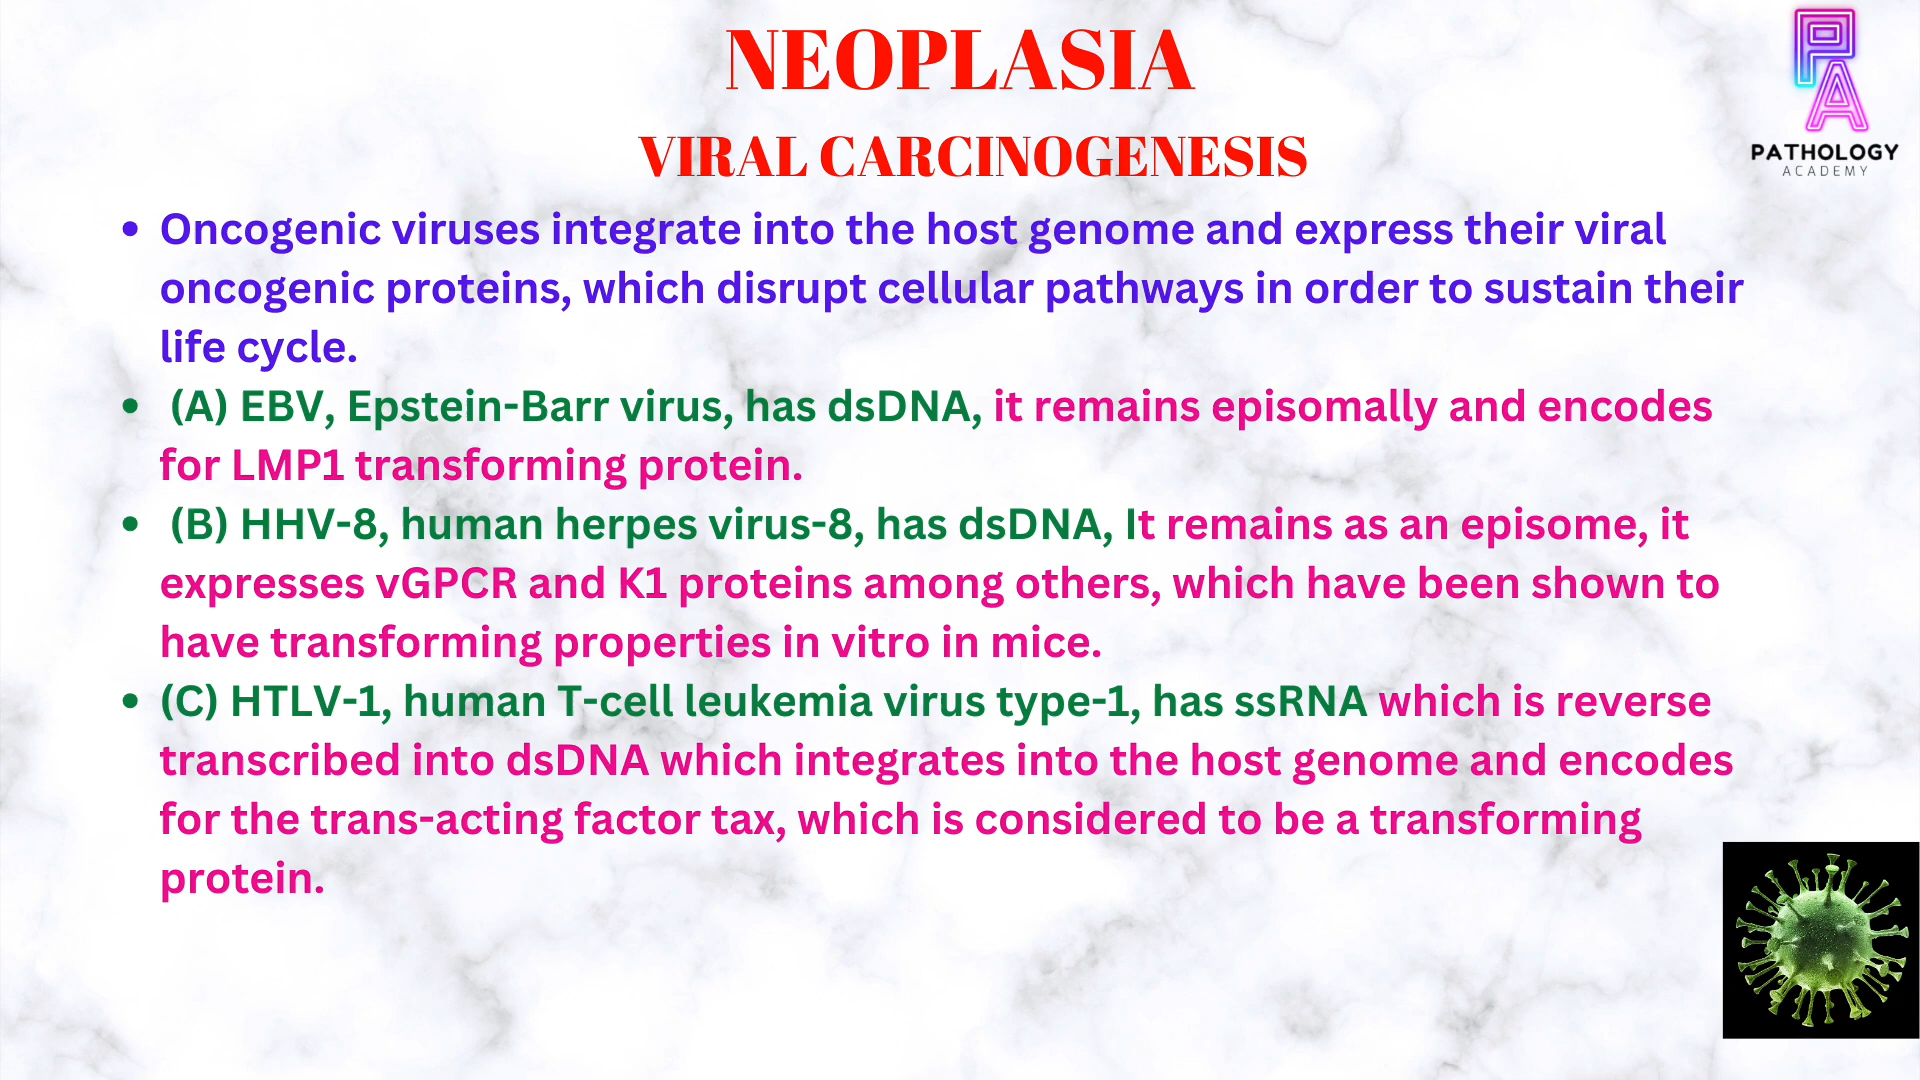 NEOPLASIA
VIRAL CARCINOGENESIS
PA
PATHOLOGY
ACADEMY
• Oncogenic viruses integrate into the host genome and express their viral
oncogenic proteins, which disrupt cellular pathways in order to sustain their
life cycle.
• (A) EBV, Epstein-Barr virus, has dsDNA, it remains episomally and encodes
for LMP1 transforming protein.
• (B) HHV-8, human herpes virus-8, has dsDNA, It remains as an episome, it
expresses vGPCR and K1 proteins among others, which have been shown to
have transforming properties in vitro in mice.
• (C) HTLV-1, human T-cell leukemia virus type-1, has ssRNA which is reverse
transcribed into dsDNA which integrates into the host genome and encodes
for the trans-acting factor tax, which is considered to be a transforming
protein.